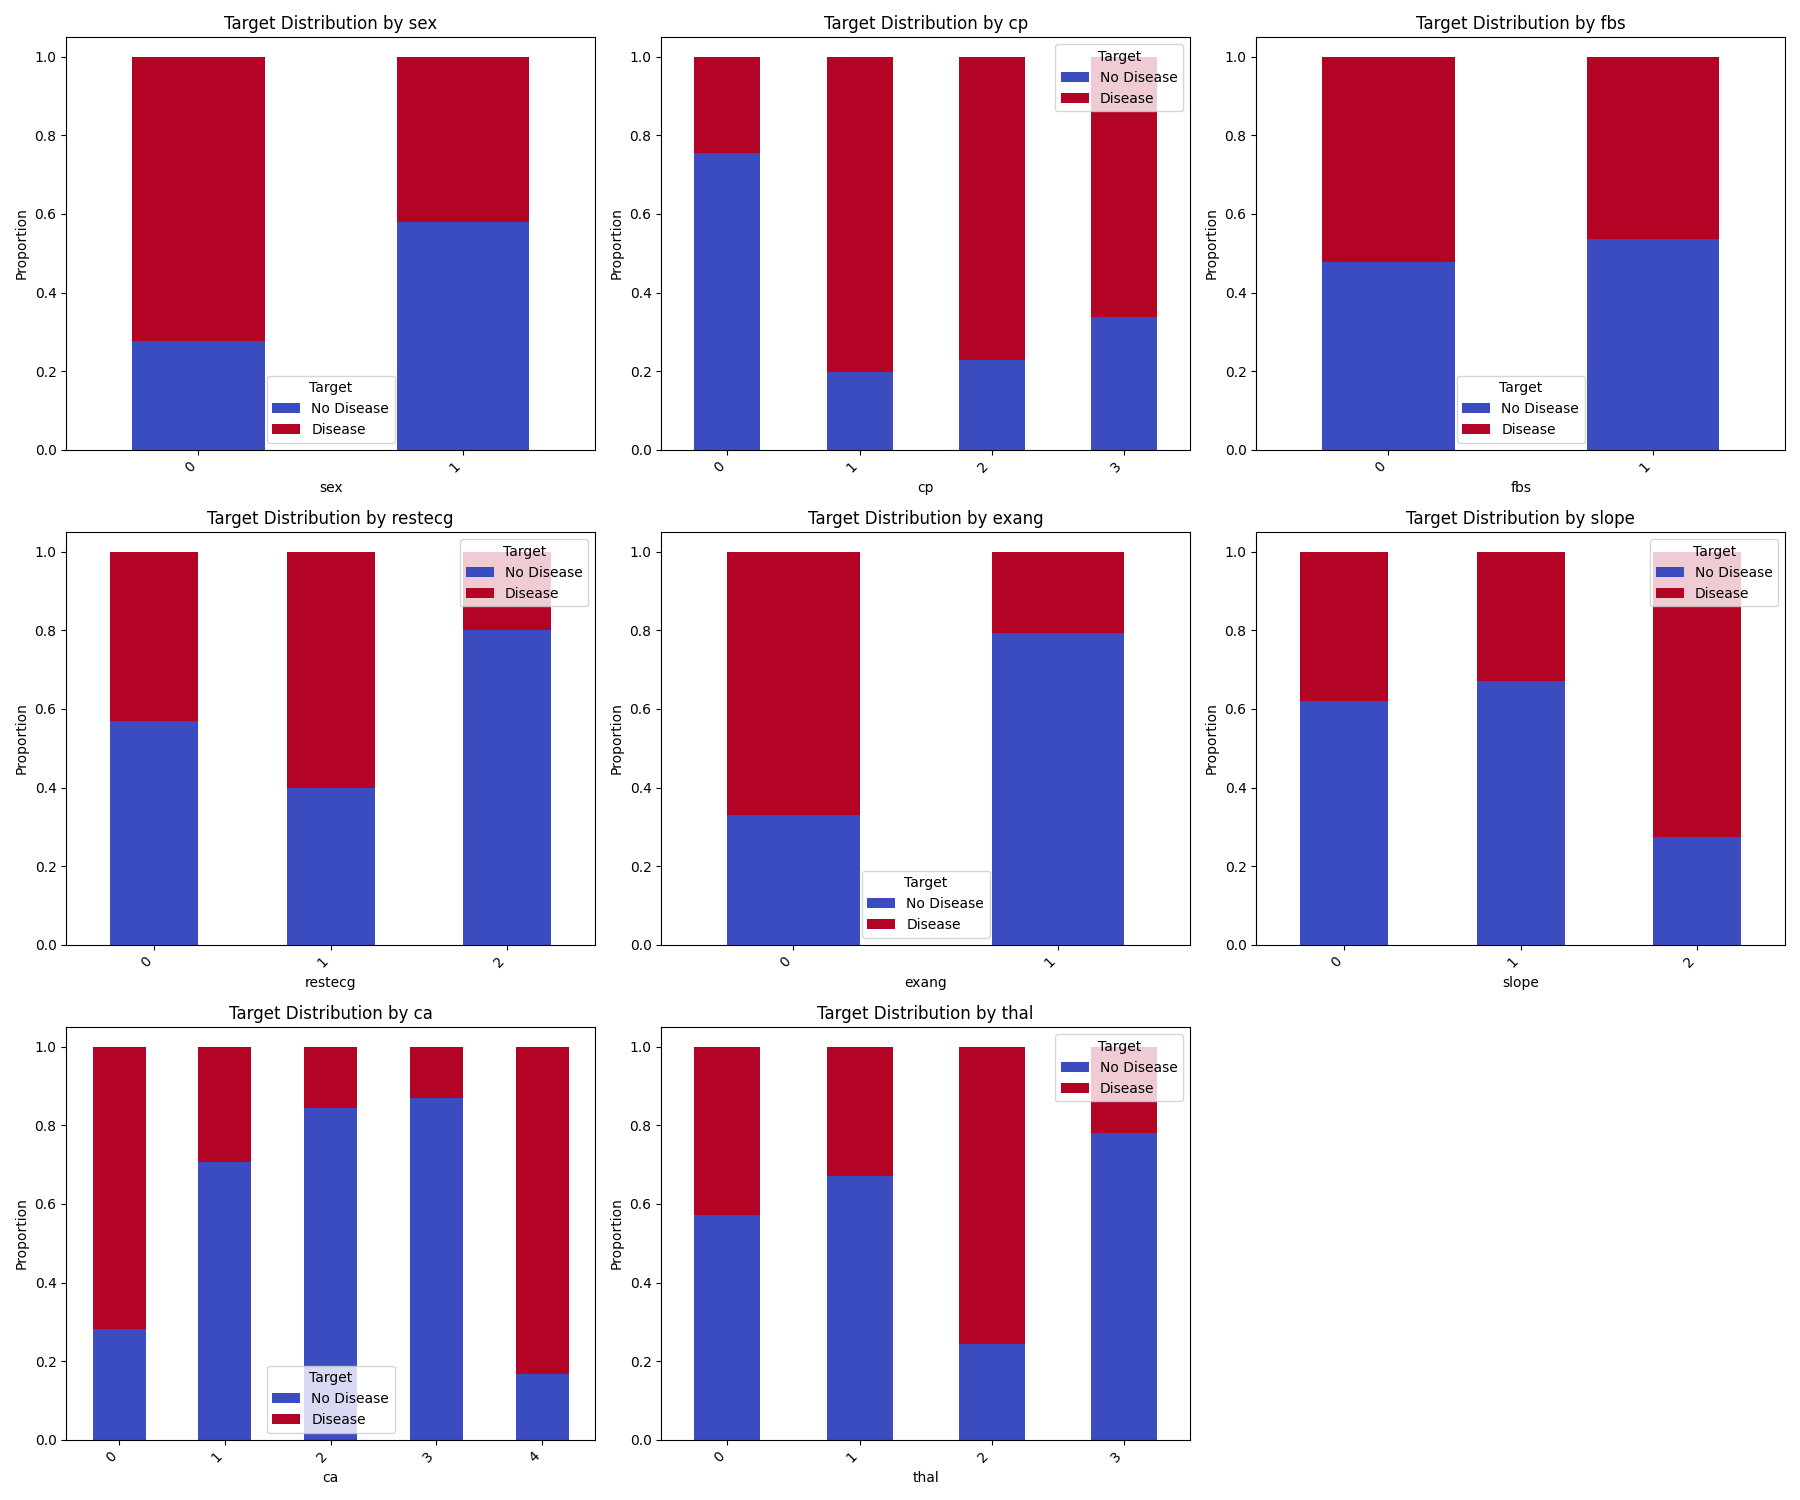 Target Distribution by sex
1.0
0.8
0.6
0.4
0.2
0.0
Proportion
Target
No Disease
Disease
0 1
sex
Target Distribution by cp
1.0
0.8
0.6
0.4
0.2
0.0
Proportion
Target
No Disease
Disease
0 1 2 3
cp
Target Distribution by fbs
1.0
0.8
0.6
0.4
0.2
0.0
Proportion
Target
No Disease
Disease
0 1
fbs
Target Distribution by restecg
1.0
0.8
0.6
0.4
0.2
0.0
Proportion
Target
No Disease
Disease
0 1 2
restecg
Target Distribution by exang
1.0
0.8
0.6
0.4
0.2
0.0
Proportion
Target
No Disease
Disease
0 1
exang
Target Distribution by slope
1.0
0.8
0.6
0.4
0.2
0.0
Proportion
Target
No Disease
Disease
0 1 2
slope
Target Distribution by ca
1.0
0.8
0.6
0.4
0.2
0.0
Proportion
Target
No Disease
Disease
0 1 2 3 4
ca
Target Distribution by thal
1.0
0.8
0.6
0.4
0.2
0.0
Proportion
Target
No Disease
Disease
0 1 2 3
thal